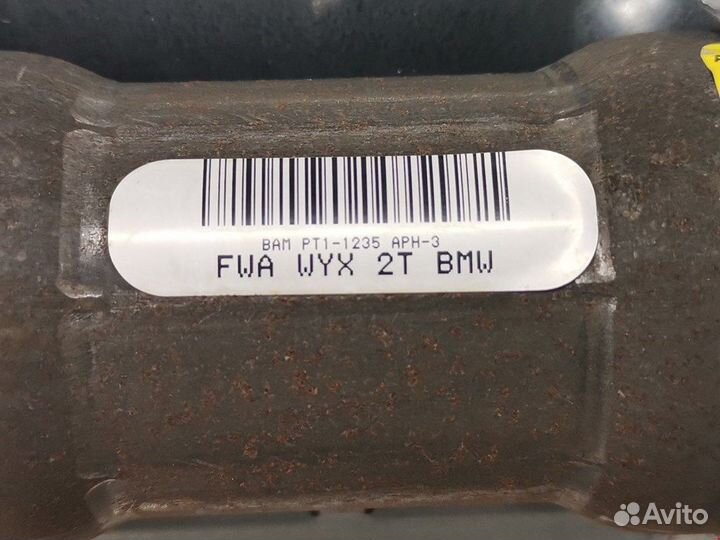 BAM PT1-1235 APH-3
FWA WYX 2T BMW
Avito